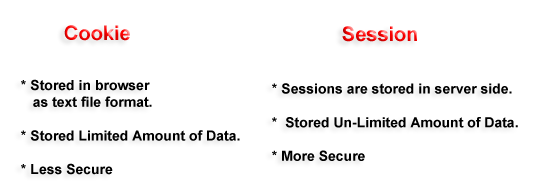 Cookie
* Stored in browser
as text file format.
* Stored Limited Amount of Data.
* Less Secure
Session
* Sessions are stored in server side.
* Stored Un-Limited Amount of Data.
* More Secure